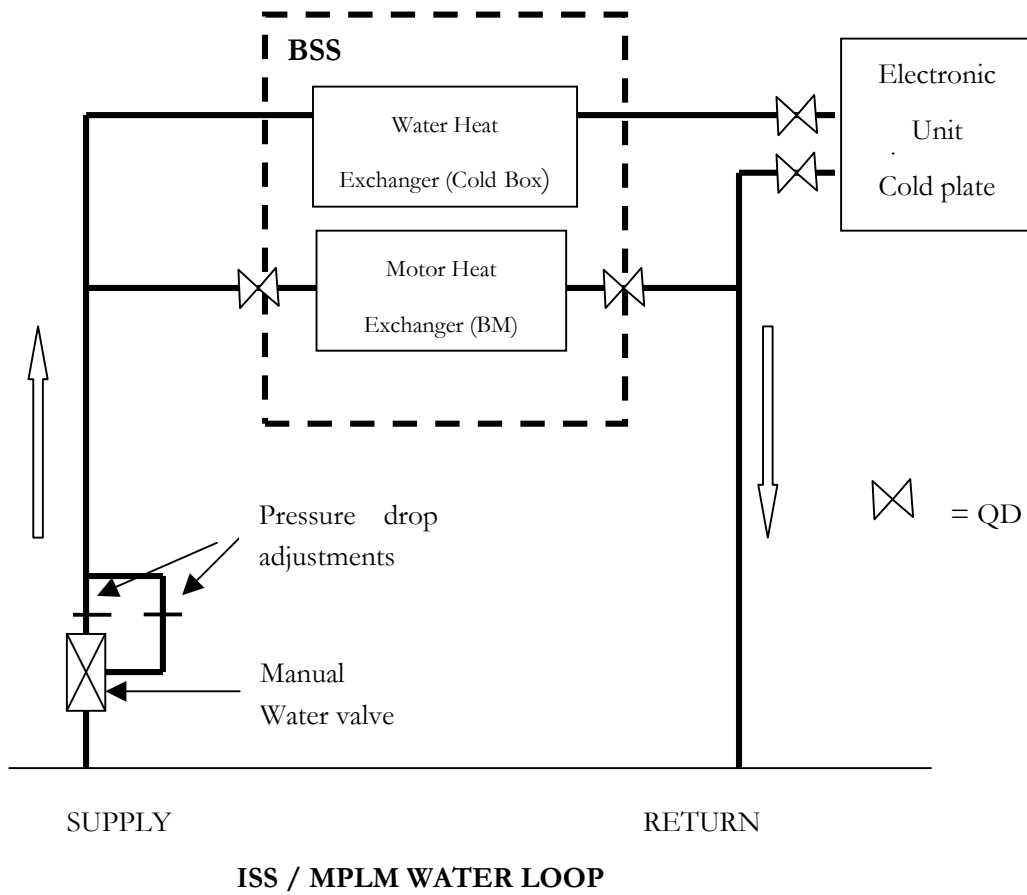 BSS
Water Heat
Exchanger (Cold Box)
Electronic
Unit
Cold plate
Motor Heat
Exchanger (BM)
= QD
Pressure drop
adjustments
Manual
Water valve
SUPPLY
RETURN
ISS / MPLM WATER LOOP